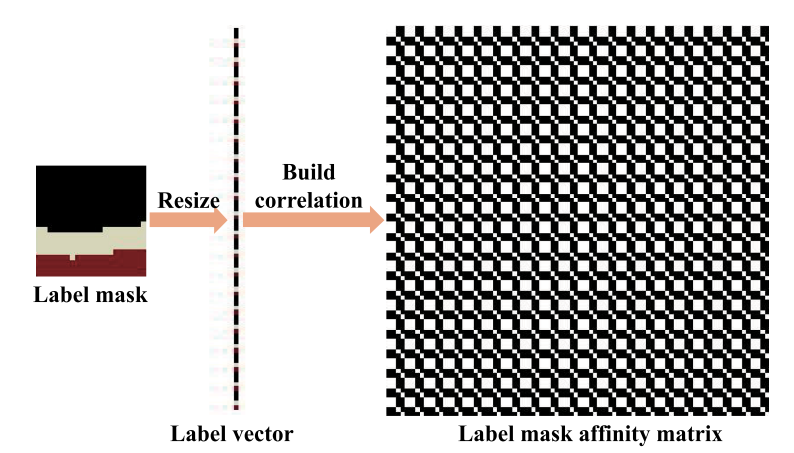 Build
Resize correlation
Label mask
Label vector Label mask affinity matrix